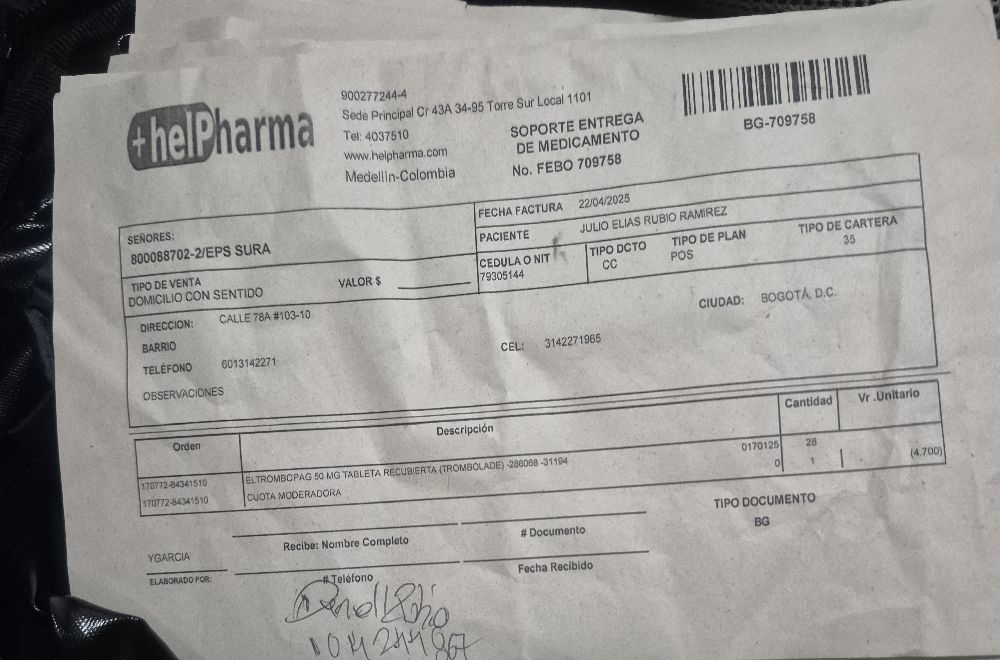 +helPharma
900277244-4
Sede Principal Cr 43A 34-95 Torre Sur Local 1101
Tel: 4037510
www.helpharma.com
Medellin-Colombia
SOPORTE ENTREGA
DE MEDICAMENTO
No. FEBO 709758
BG-709758
SEÑORES:
800088702-2/EPS SURA
FECHA FACTURA 22/04/2025
PACIENTE JULIO ELIAS RUBIO RAMIREZ
CEDULA O NIT TIPO DCTO TIPO DE PLAN TIPO DE CARTERA
79305144 CC POS 35
TIPO DE VENTA VALOR $
DOMICILIO CON SENTIDO
DIRECCION: CALLE 78A #103-10 CIUDAD: BOGOTÁ, D.C.
BARRIO
TELÉFONO 6013142271 CEL: 3142271965
OBSERVACIONES
Orden Descripción Cantidad Vr .Unitario
170772-84341510 ELTROMBOPAG 50 MG TABLETA RECUBIERTA (TROMBOLADE) -286068 -31194 0170125 28
170772-84341510 CUOTA MODERADORA 0 1 (4.700)
TIPO DOCUMENTO
BG
Recibe: Nombre Completo # Documento
YGARCIA
ELABORADO POR: # Teléfono Fecha Recibido